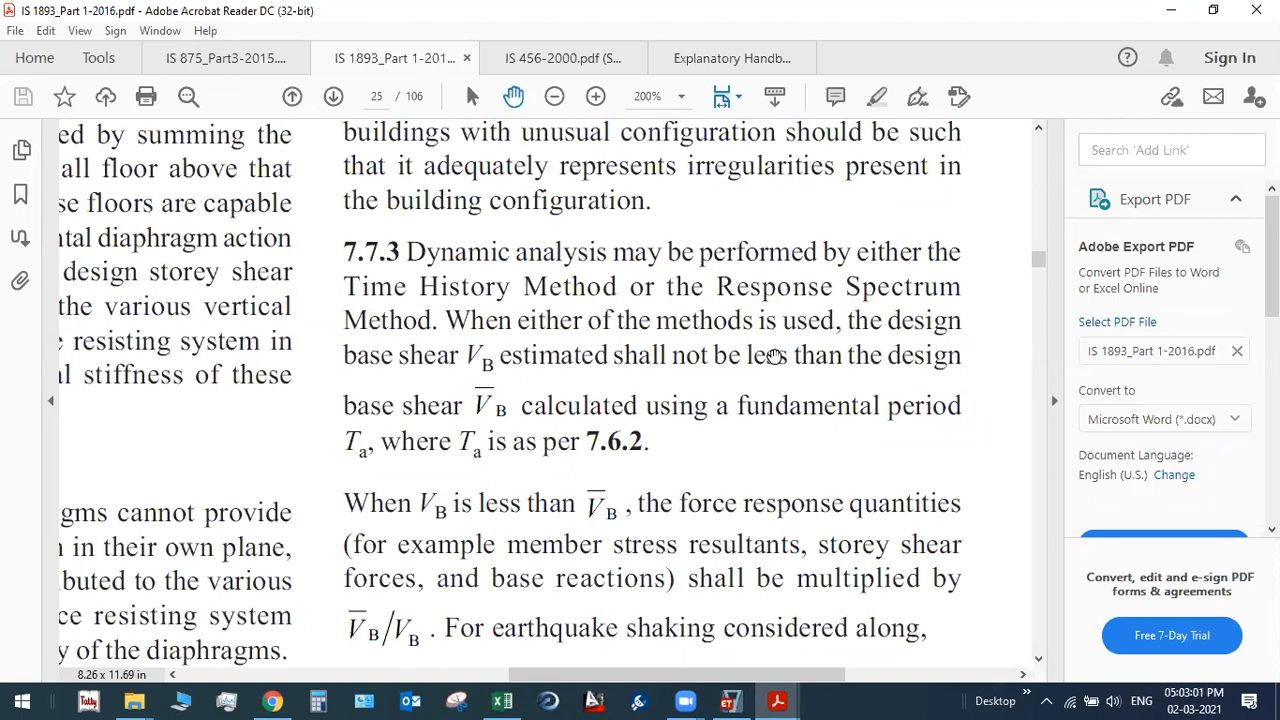 IS 1893_Part 1-2016.pdf - Adobe Acrobat Reader DC (32-bit)
File Edit View Sign Window Help
Home Tools IS 875_Part3-2015.... IS 1893_Part 1-201... × IS 456-2000.pdf (S... Explanatory Handb... Sign In
25 / 106 200%
ed by summing the
all floor above that
se floors are capable
ntal diaphragm action
design storey shear
the various vertical
resisting system in
al stiffness of these
agms cannot provide
n in their own plane,
ibuted to the various
ce resisting system
y of the diaphragms.
buildings with unusual configuration should be such
that it adequately represents irregularities present in
the building configuration.
7.7.3 Dynamic analysis may be performed by either the
Time History Method or the Response Spectrum
Method. When either of the methods is used, the design
base shear VB estimated shall not be less than the design
base shear V̅B calculated using a fundamental period
Ta, where Ta is as per 7.6.2.
When VB is less than V̅B , the force response quantities
(for example member stress resultants, storey shear
forces, and base reactions) shall be multiplied by
V̅B/VB . For earthquake shaking considered along,
8.26 x 11.69 in
Search 'Add Link'
Export PDF
Adobe Export PDF
Convert PDF Files to Word
or Excel Online
Select PDF File
IS 1893_Part 1-2016.pdf ×
Convert to
Microsoft Word (*.docx)
Document Language:
English (U.S.) Change
Convert, edit and e-sign PDF
forms & agreements
Free 7-Day Trial
Tally
ET
Desktop » ENG 05:03:01 PM
02-03-2021